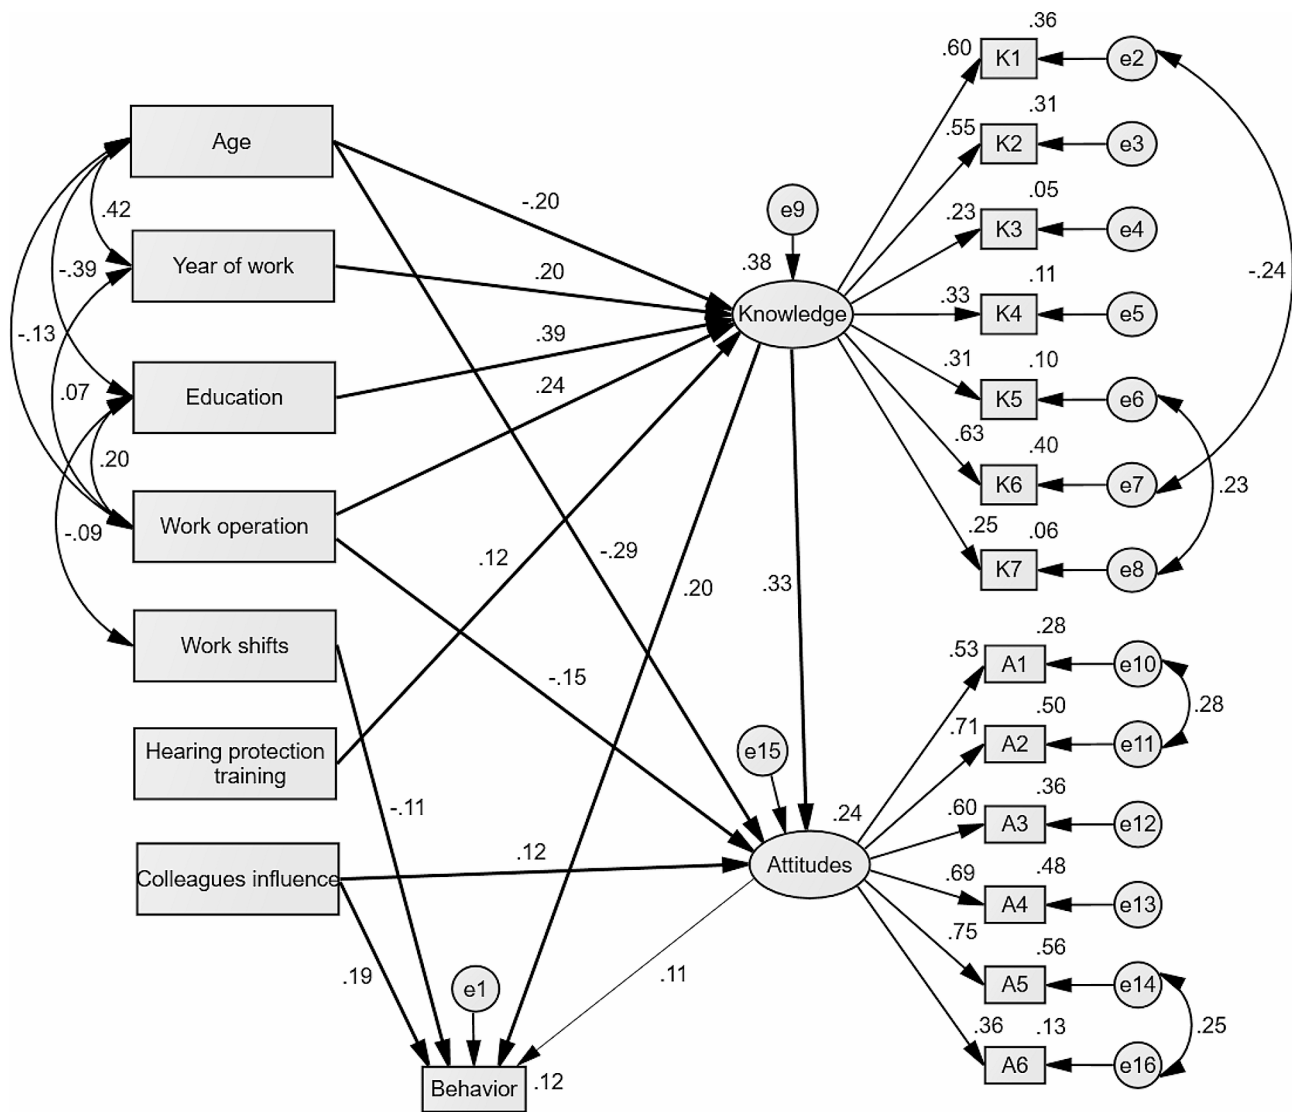 .36
.60
K1
e2
Age
.31
.55
K2
e3
-.20
e9
.05
.23
K3
e4
.42
Year of work
.20
.38
-.24
-.39
.11
.33
K4
e5
Knowledge
-.13
.39
.31
.10
.07
Education
.24
K5
e6
.63
.40
.20
K6
e7
.23
Work operation
.25
.06
-.09
-.29
.12
K7
e8
.20
.33
Work shifts
.28
.53
A1
e10
-.15
.50
.28
.71
A2
e11
Hearing protection
training
e15
.36
-.11
.24
.60
A3
e12
.12
Attitudes
.48
Colleagues influence
.69
A4
e13
.75
.56
.19
e1
.11
A5
e14
.36
.13
.25
A6
e16
Behavior
.12